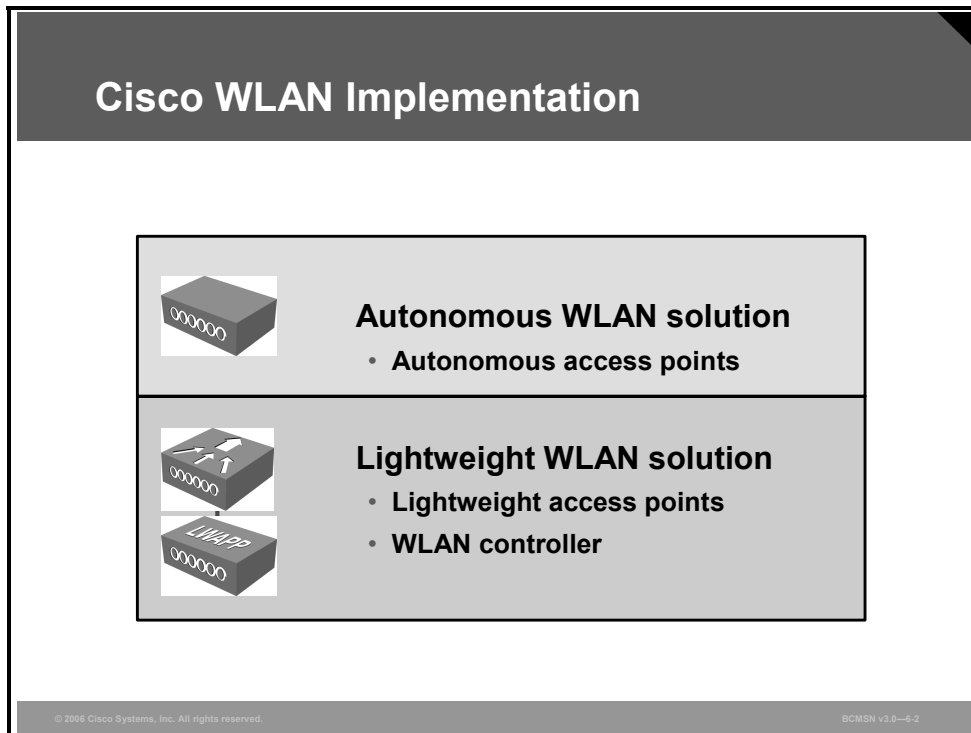 Cisco WLAN Implementation
Autonomous WLAN solution
• Autonomous access points
Lightweight WLAN solution
• Lightweight access points
• WLAN controller
LWAPP
© 2006 Cisco Systems, Inc. All rights reserved.
BCMSN v3.0—6-2